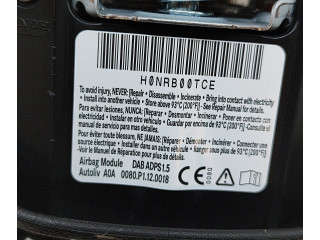 H0NRB00TCE
To avoid injury, NEVER: [Repair • Disassemble • Incinerate • Bring into contact with electricity
• Install into another vehicle • Store above 93°C (200°F)] - See Repair Manual for details.
Para evitar lesiones, NUNCA: [Reparar • Desarmar • Incinerar • Poner en contacto con la
electricidad • Instalar en otro vehículo • Guardar por encima de 93°C (200°F)] - Consulte el
manual de servicio para mas detalles.
Pour éviter toute blessure, NE JAMAIS: [Réparer • Démonter • Incinérer • Connecter à une
source électrique • Installer dans un autre véhicule • Ranger sous plus de 93°C (200°F)] -
Voir le manuel de réparation pour plus de détails.
Airbag Module DAB ADPS1.5
Autoliv A0A 0080.P1.12.0018
0080